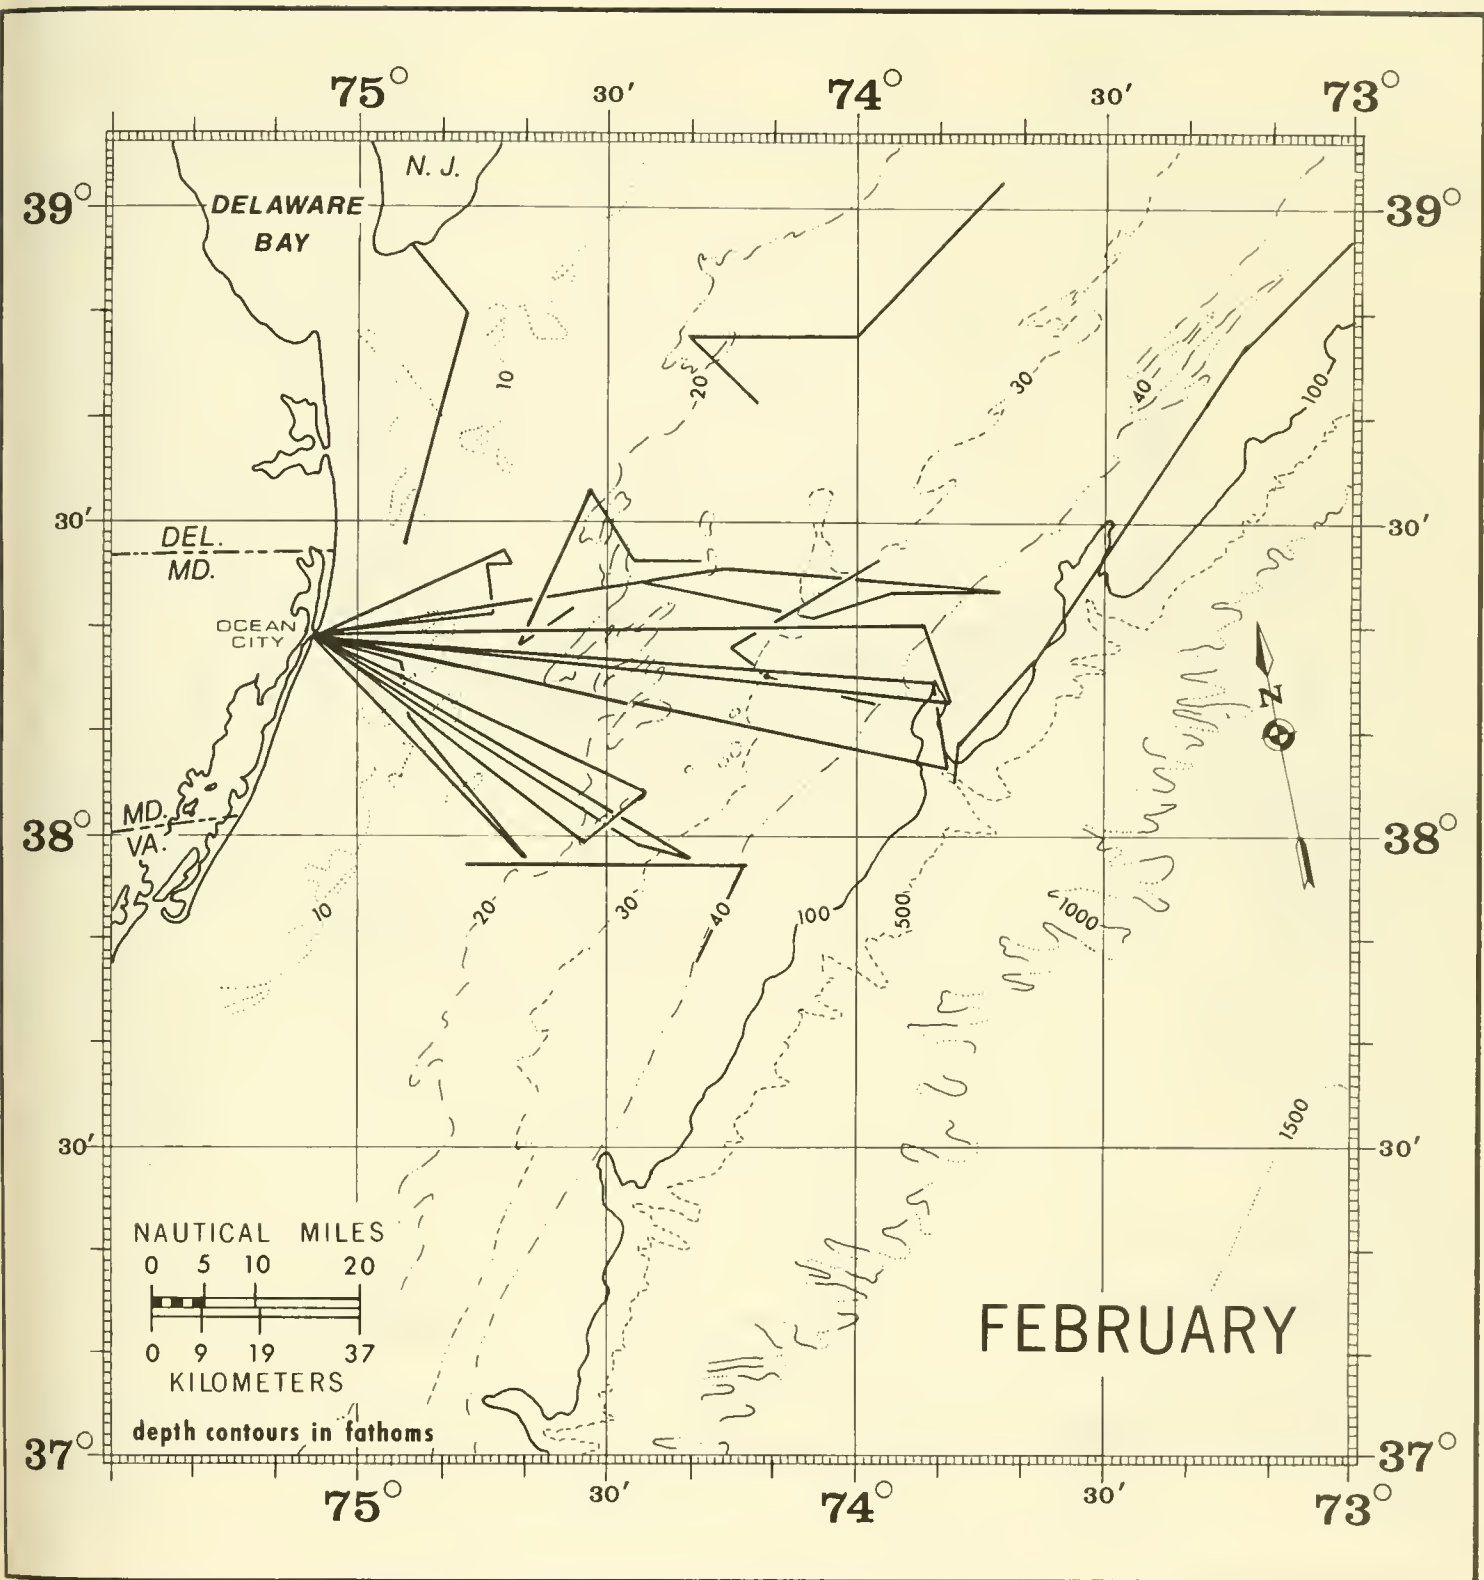 75° 30′ 74° 30′ 73°
N. J.
39° DELAWARE 39°
BAY
10 20 30 40 100
30′ 30′
DEL.
MD.
OCEAN
CITY
N
MD.
38° 38°
VA.
10 20 30 40 100 500 1000
1500
30′ 30′
NAUTICAL MILES
0 5 10 20
0 9 19 37
KILOMETERS
FEBRUARY
depth contours in fathoms
37° 37°
75° 30′ 74° 30′ 73°